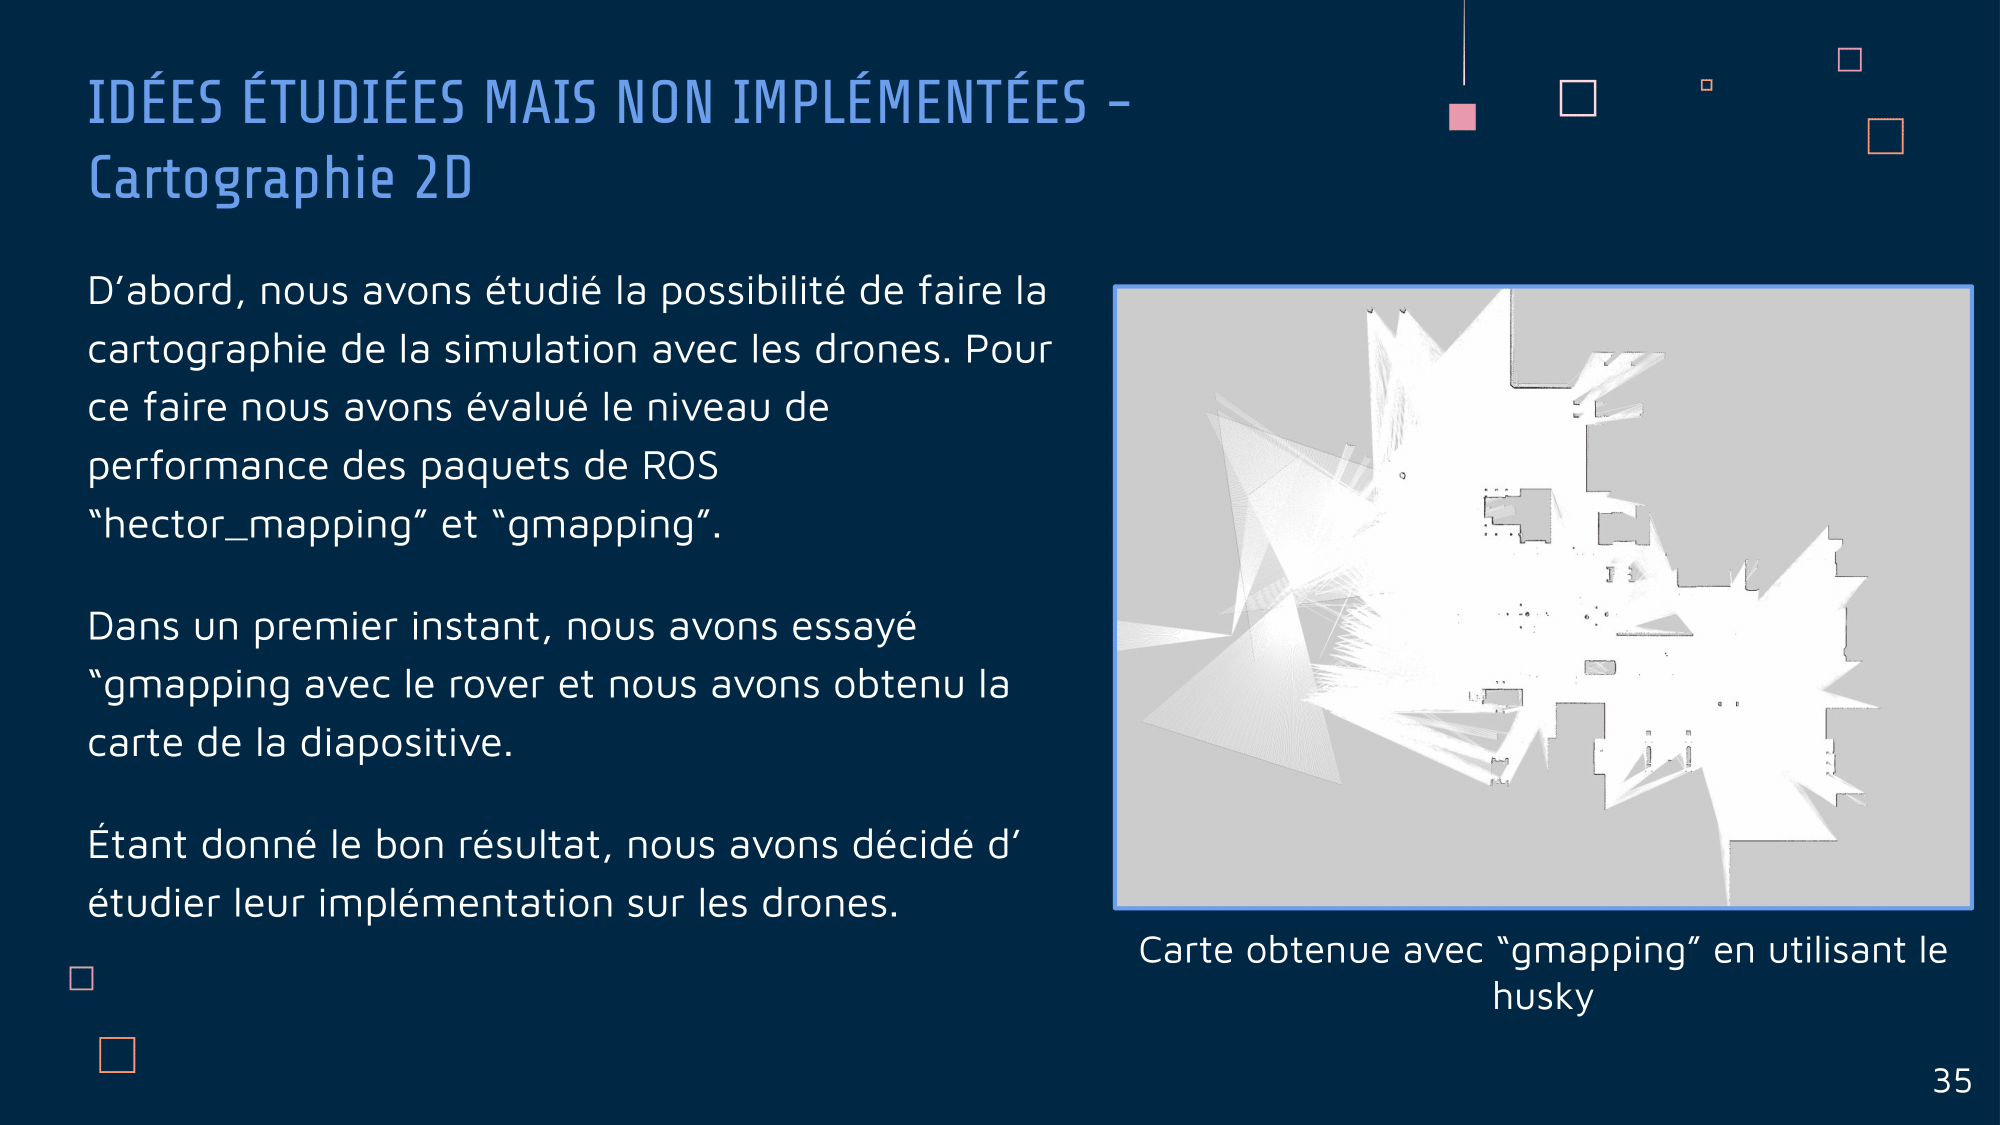 IDÉES ÉTUDIÉES MAIS NON IMPLÉMENTÉES –
Cartographie 2D
D’abord, nous avons étudié la possibilité de faire la
cartographie de la simulation avec les drones. Pour
ce faire nous avons évalué le niveau de
performance des paquets de ROS
“hector_mapping” et “gmapping”.
Dans un premier instant, nous avons essayé
“gmapping avec le rover et nous avons obtenu la
carte de la diapositive.
Étant donné le bon résultat, nous avons décidé d’
étudier leur implémentation sur les drones.
Carte obtenue avec “gmapping” en utilisant le
husky
35